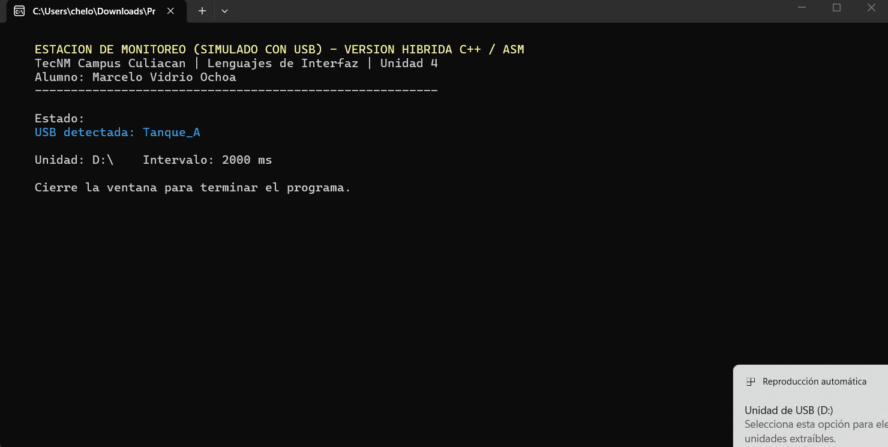 C:\Users\chelo\Downloads\Pr
ESTACION DE MONITOREO (SIMULADO CON USB) - VERSION HIBRIDA C++ / ASM
TecNM Campus Culiacan | Lenguajes de Interfaz | Unidad 4
Alumno: Marcelo Vidrio Ochoa
--------------------------------------------------------
Estado:
USB detectada: Tanque_A
Unidad: D:\    Intervalo: 2000 ms
Cierre la ventana para terminar el programa.
Reproducción automática
Unidad de USB (D:)
Selecciona esta opción para ele
unidades extraíbles.